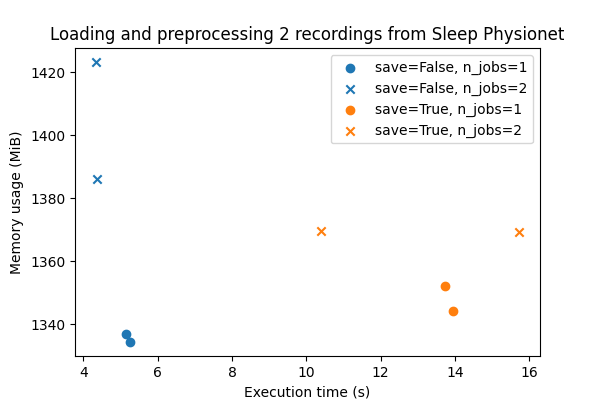 Loading and preprocessing 2 recordings from Sleep Physionet
save=False, n_jobs=1
save=False, n_jobs=2
save=True, n_jobs=1
save=True, n_jobs=2
Memory usage (MiB)
1420
1400
1380
1360
1340
4 6 8 10 12 14 16
Execution time (s)